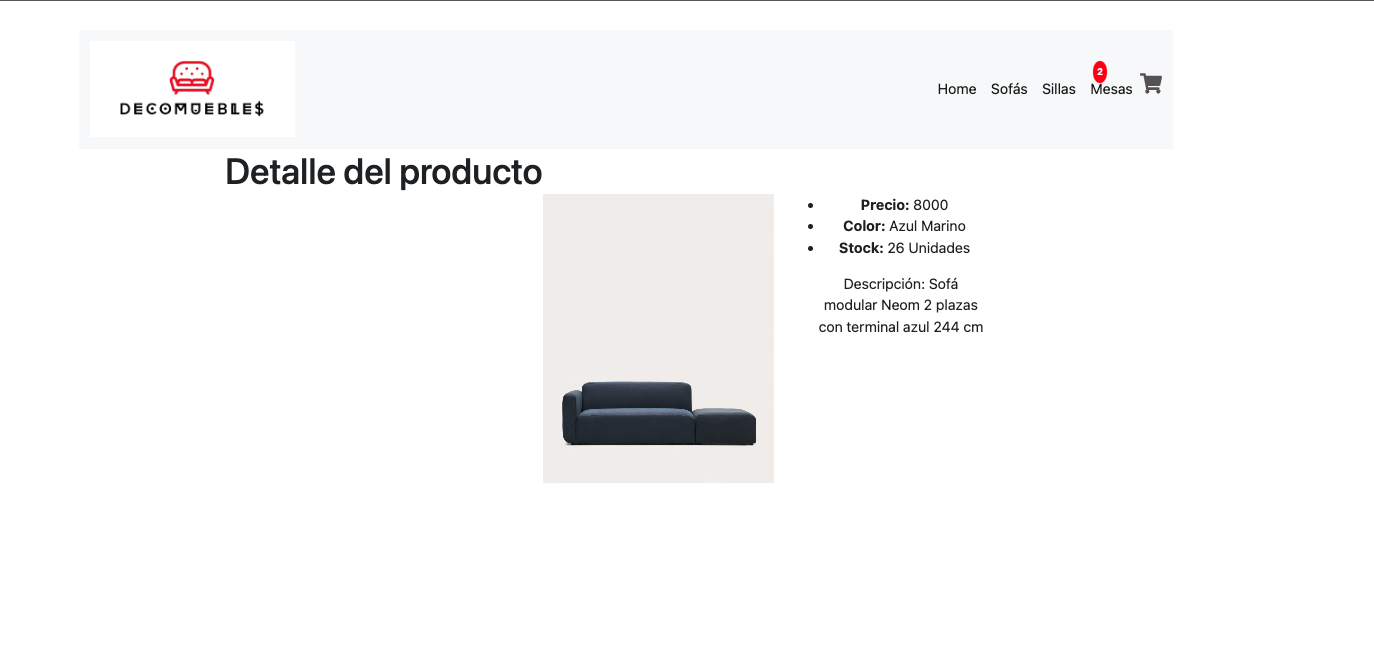 DECOMUEBLE$
Home Sofás Sillas Mesas
2
Detalle del producto
Precio: 8000
Color: Azul Marino
Stock: 26 Unidades
Descripción: Sofá
modular Neom 2 plazas
con terminal azul 244 cm